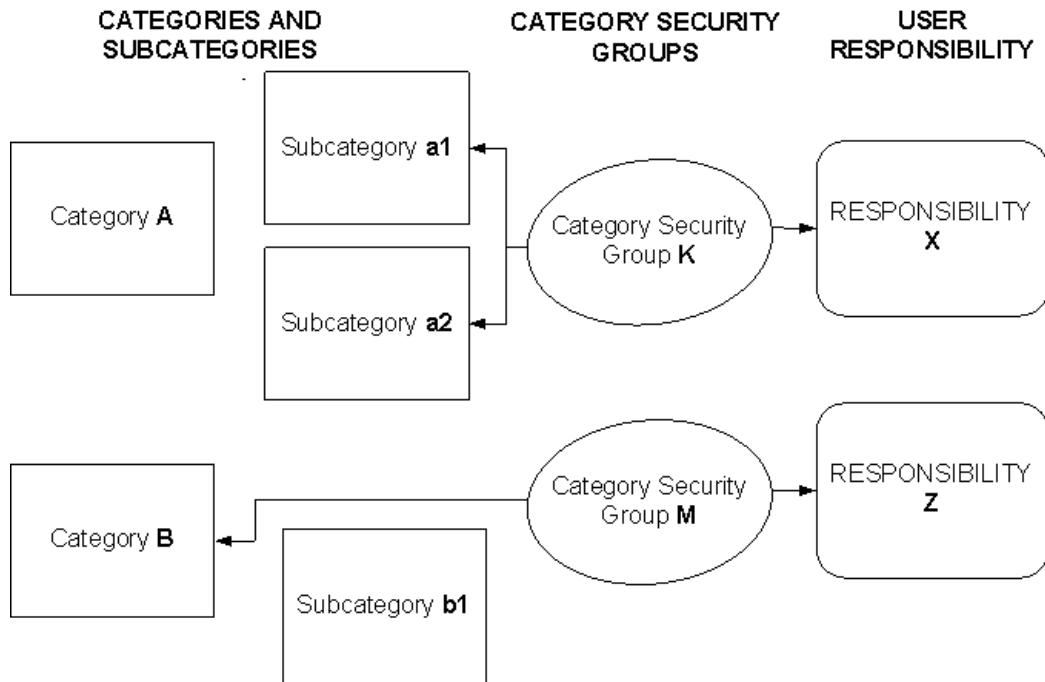 CATEGORIES AND
SUBCATEGORIES
CATEGORY SECURITY
GROUPS
USER
RESPONSIBILITY
Subcategory a1
Category A
Category Security
Group K
RESPONSIBILITY
X
Subcategory a2
Category B
Category Security
Group M
RESPONSIBILITY
Z
Subcategory b1